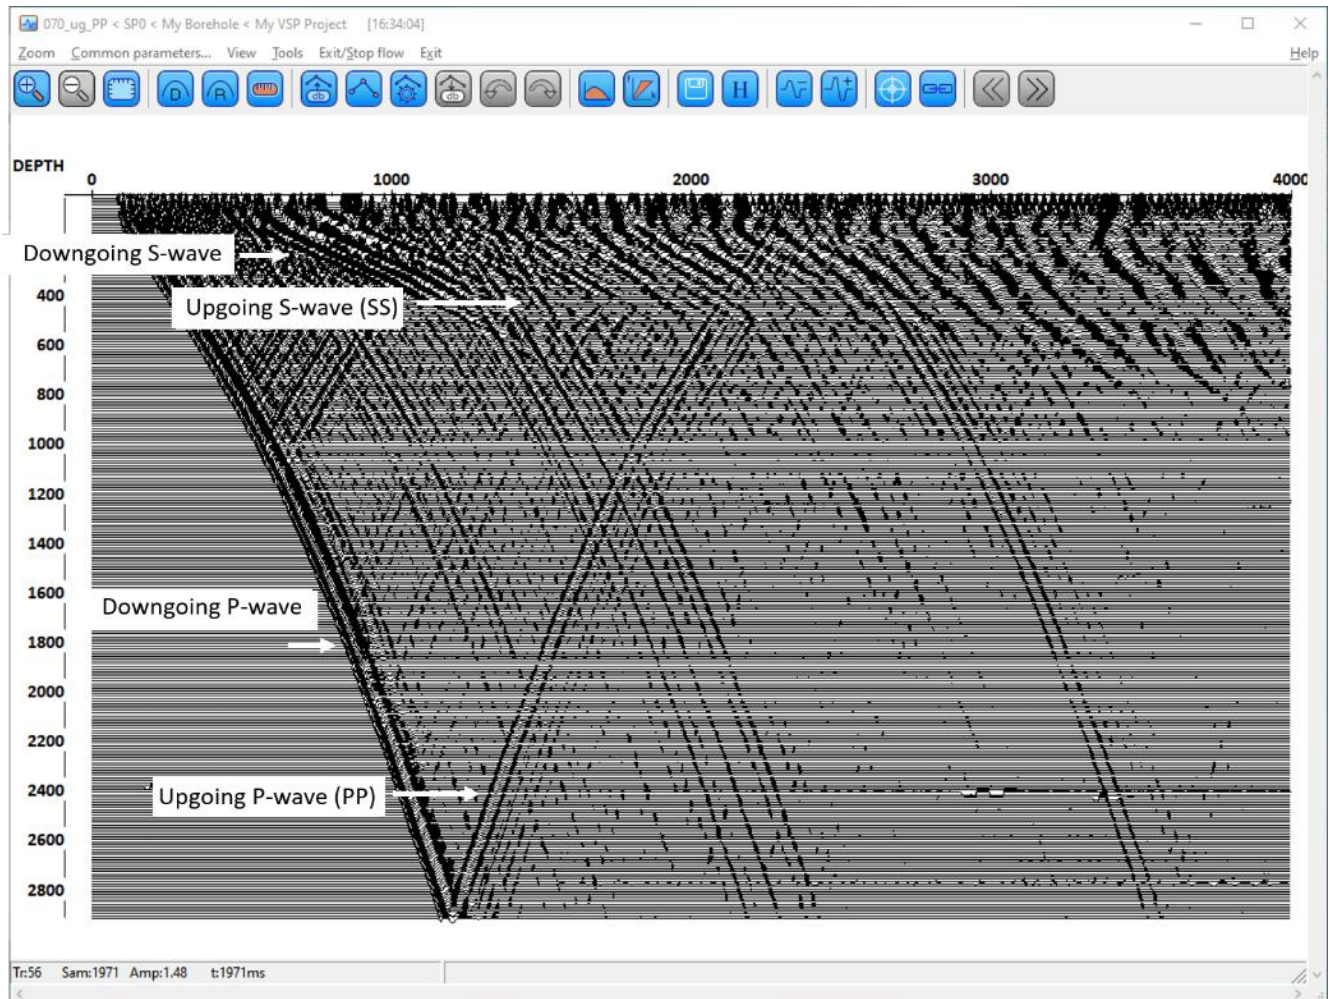 070_ug_PP < SP0 < My Borehole < My VSP Project [16:34:04]
Zoom Common parameters... View Tools Exit/Stop flow Exit Help
D R db db H
DEPTH
0 1000 2000 3000 4000
Downgoing S-wave
400
Upgoing S-wave (SS)
600
800
1000
1200
1400
1600
Downgoing P-wave
1800
2000
2200
2400
Upgoing P-wave (PP)
2600
2800
Tr:56 Sam:1971 Amp:1.48 t:1971ms